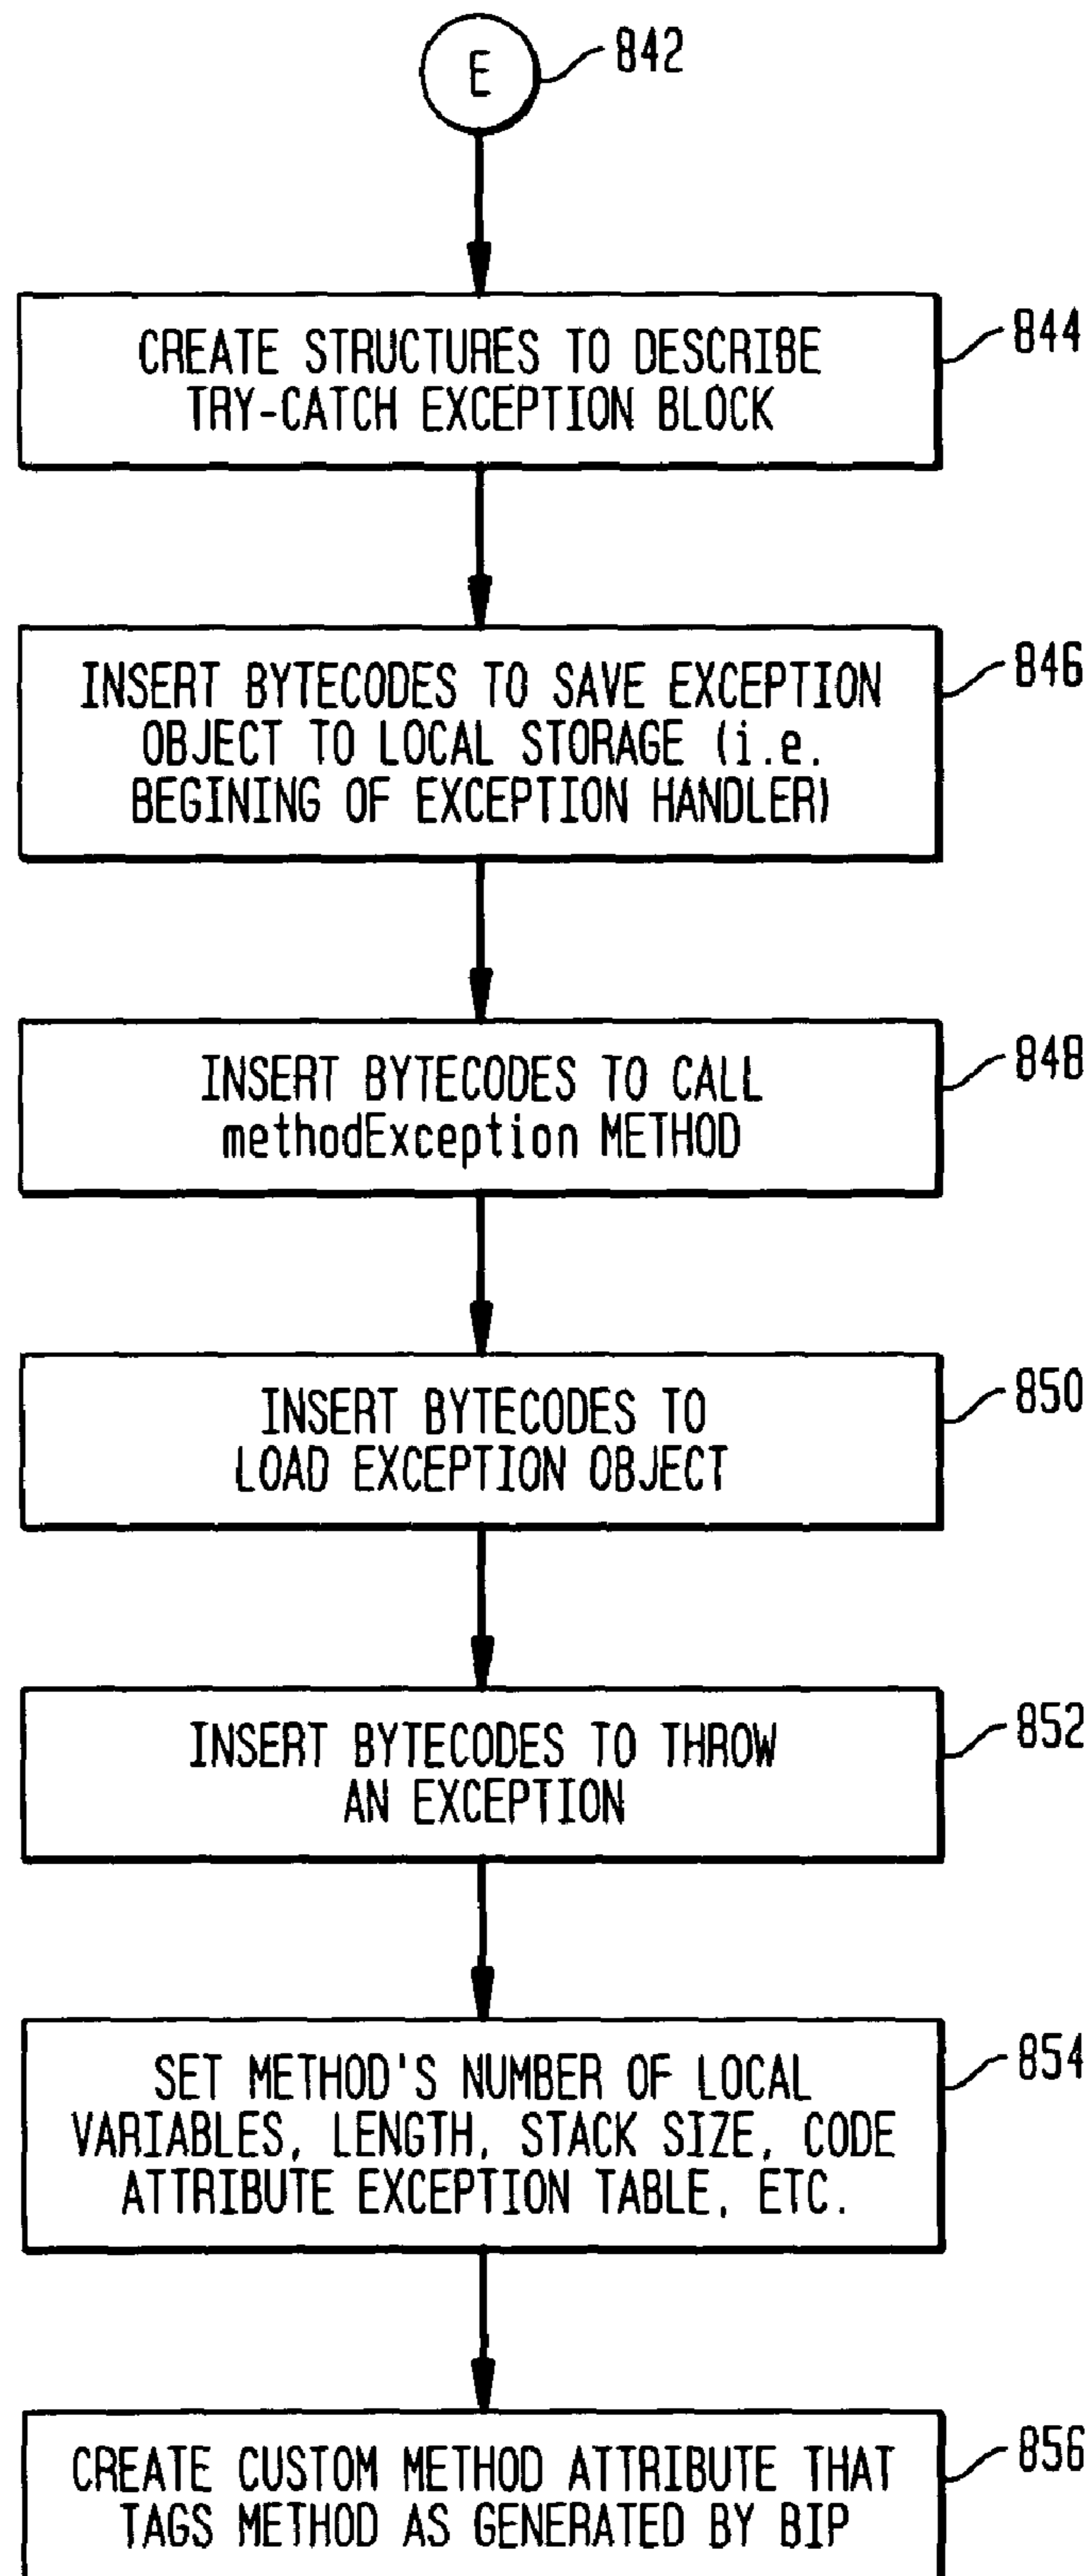 E
842
CREATE STRUCTURES TO DESCRIBE
TRY-CATCH EXCEPTION BLOCK
844
INSERT BYTECODES TO SAVE EXCEPTION
OBJECT TO LOCAL STORAGE (i.e.
BEGINING OF EXCEPTION HANDLER)
846
INSERT BYTECODES TO CALL
methodException METHOD
848
INSERT BYTECODES TO
LOAD EXCEPTION OBJECT
850
INSERT BYTECODES TO THROW
AN EXCEPTION
852
SET METHOD'S NUMBER OF LOCAL
VARIABLES, LENGTH, STACK SIZE, CODE
ATTRIBUTE EXCEPTION TABLE, ETC.
854
CREATE CUSTOM METHOD ATTRIBUTE THAT
TAGS METHOD AS GENERATED BY BIP
856